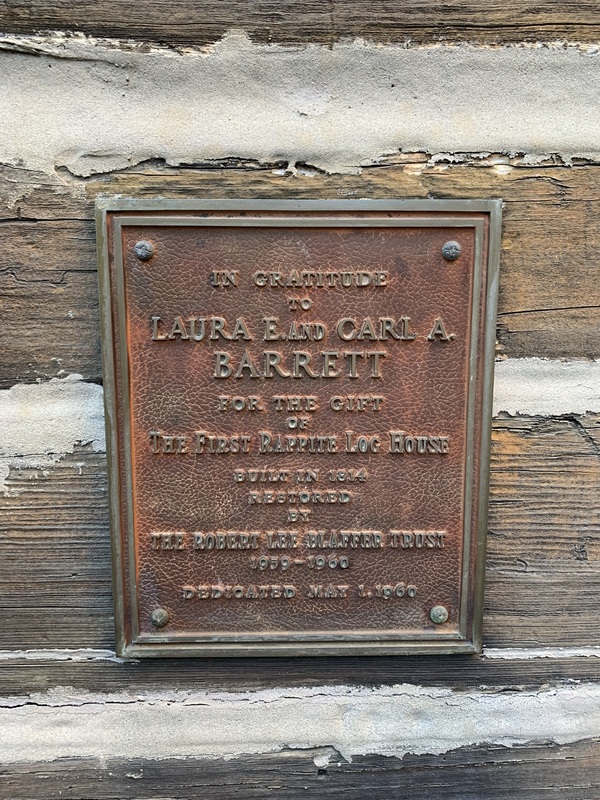 IN GRATITUDE
TO
LAURA E. AND CARL A.
BARRETT
FOR THE GIFT
OF
THE FIRST RAPPITE LOG HOUSE
BUILT IN 1814
RESTORED
BY
THE ROBERT LEE BLAFFER TRUST
1959-1960
DEDICATED MAY 1, 1960